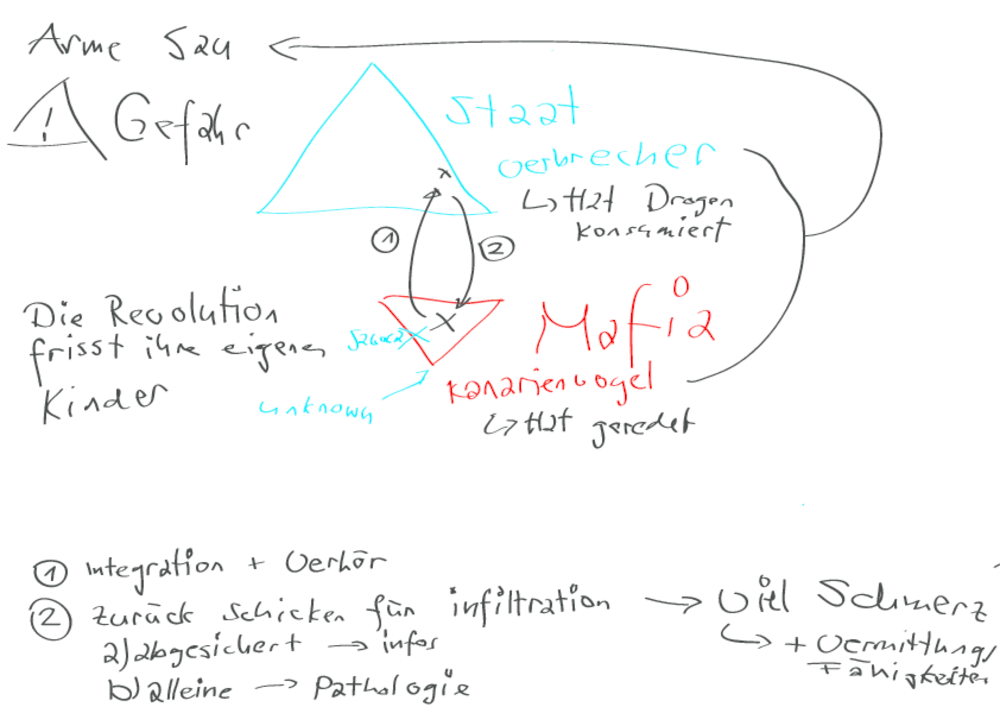 Arme Sau
! Gefahr
Staat
Verbrecher
↳ Hat Drogen
konsumiert
1
2
Die Revolution
frisst ihre eigenen
Kinder
Mafia
Kanarienvogel
↳ Hat geredet
unknown
1 Integration + Verhör
2 zurück schicken für infiltration → Viel Schmerz
a) abgesichert → infos
b) alleine → Pathologie
↳ + Vermittlungs
Fähigkeiten